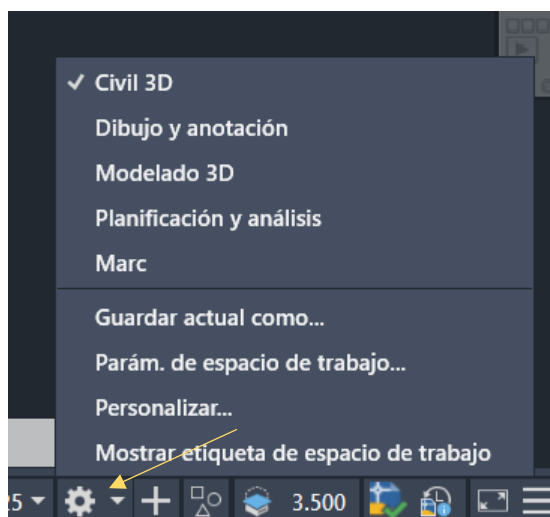 Civil 3D
Dibujo y anotación
Modelado 3D
Planificación y análisis
Marc
Guardar actual como...
Parám. de espacio de trabajo...
Personalizar...
Mostrar etiqueta de espacio de trabajo
25 3.500